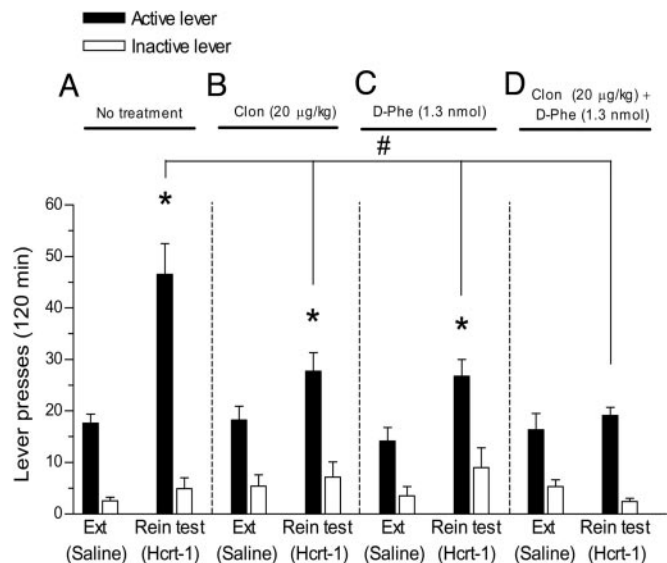 Active lever
Inactive lever
A B C D
No treatment
Clon (20 µg/kg)
D-Phe (1.3 nmol)
Clon (20 µg/kg) +
D-Phe (1.3 nmol)
#
* * *
Lever presses (120 min)
60
50
40
30
20
10
0
Ext Rein test Ext Rein test Ext Rein test Ext Rein test
(Saline) (Hcrt-1) (Saline) (Hcrt-1) (Saline) (Hcrt-1) (Saline) (Hcrt-1)